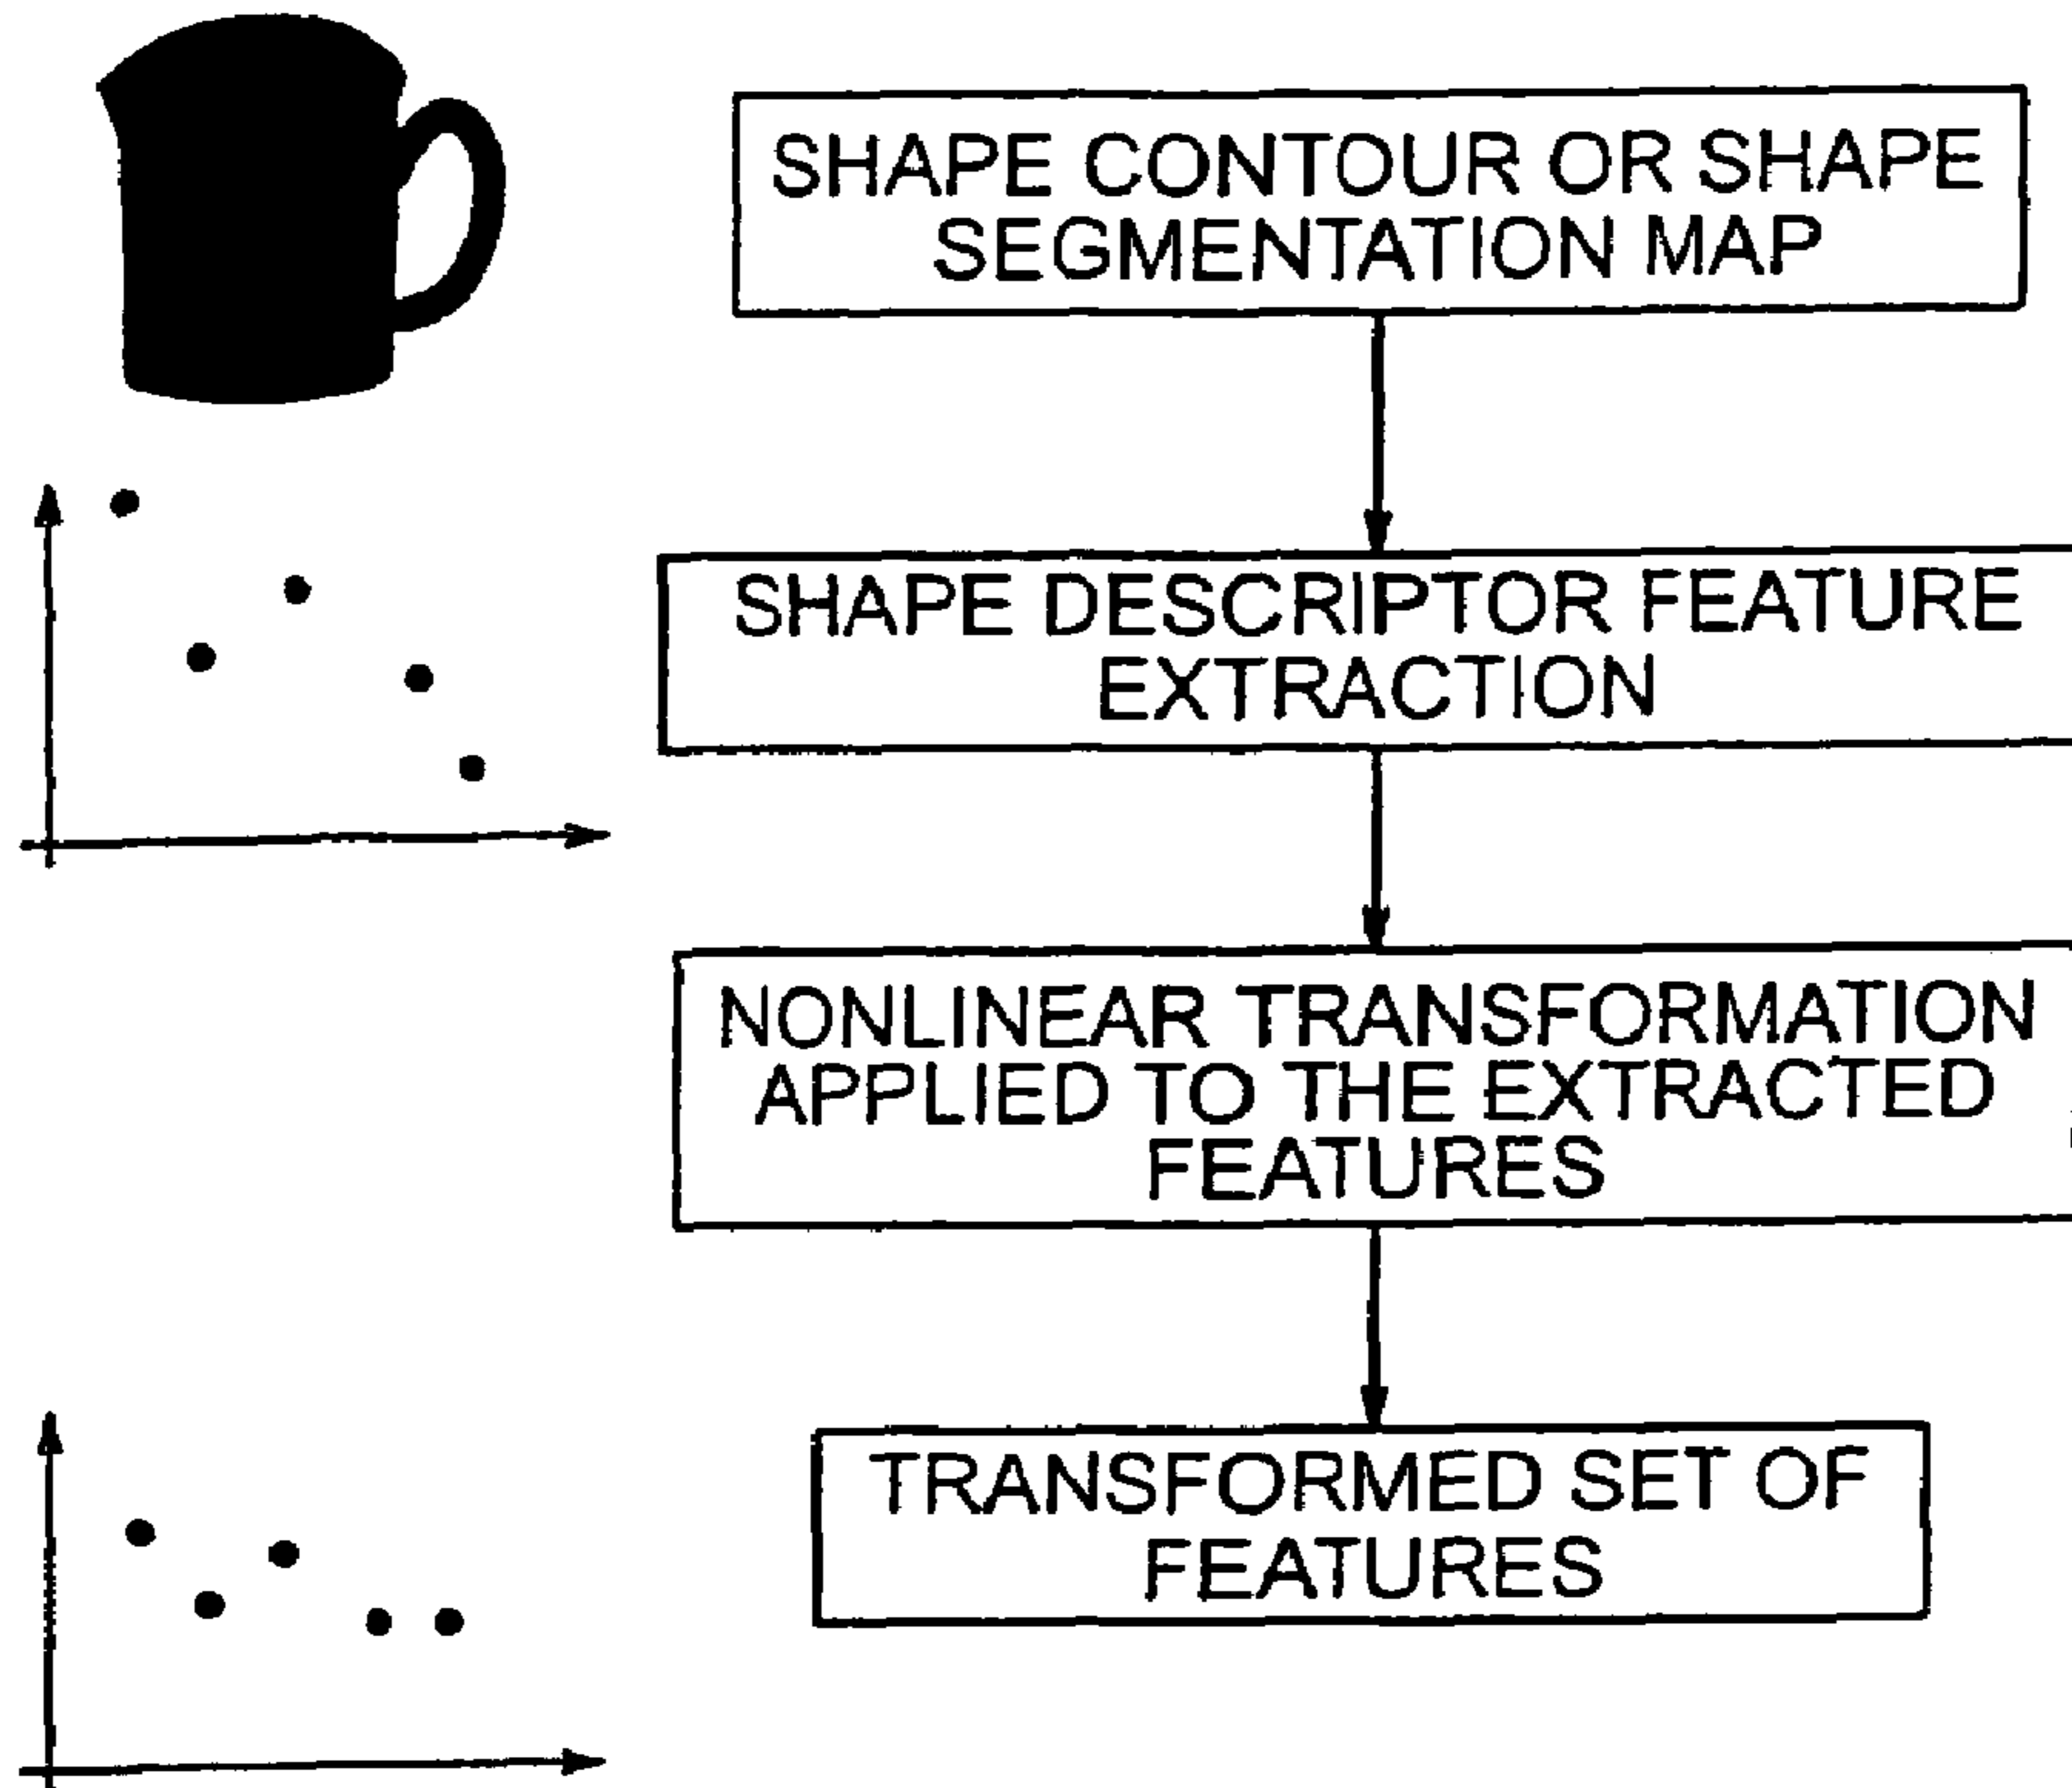 SHAPE CONTOUR OR SHAPE
SEGMENTATION MAP
SHAPE DESCRIPTOR FEATURE
EXTRACTION
NONLINEAR TRANSFORMATION
APPLIED TO THE EXTRACTED
FEATURES
TRANSFORMED SET OF
FEATURES